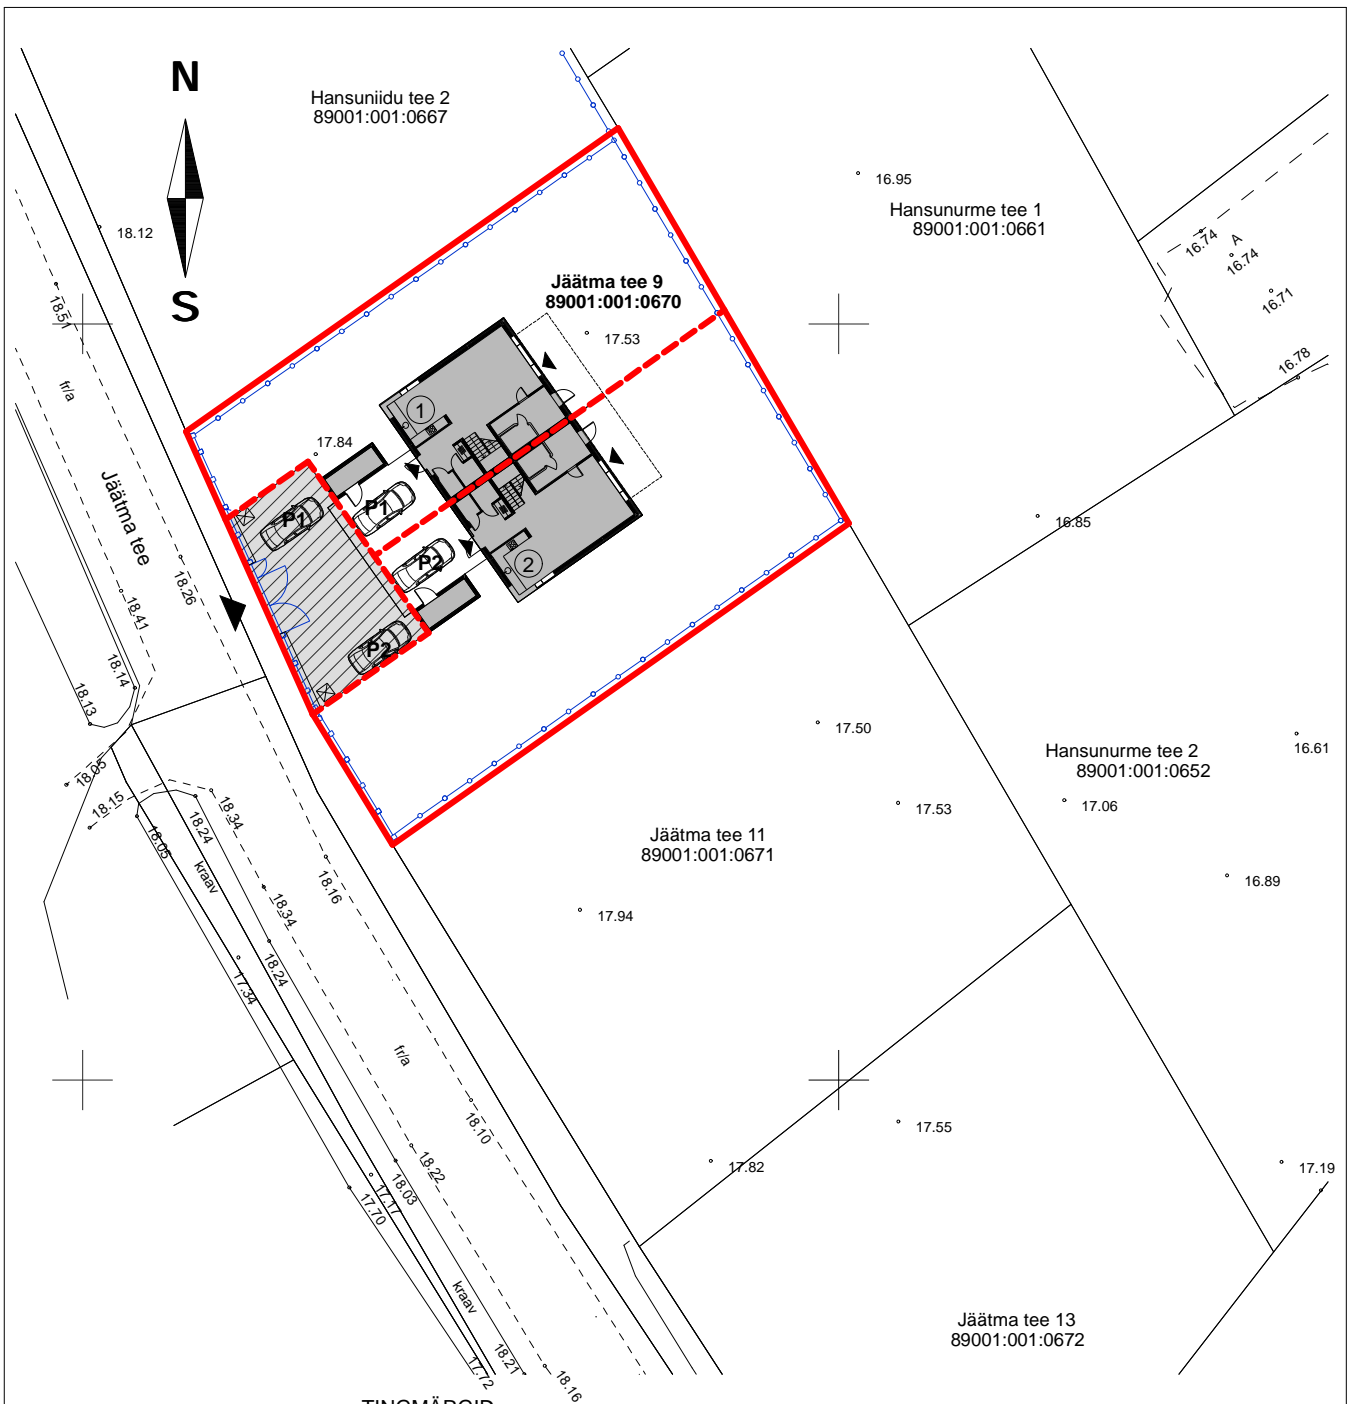 N
S
Hansuniidu tee 2
89001:001:0667
16.95
Hansunurme tee 1
89001:001:0661
16.74
A
16.74
16.71
16.78
18.12
18.51
fr/a
Jäätma tee
Jäätma tee 9
89001:001:0670
17.53
17.84
1
2
P1
P1
P2
P2
18.26
18.41
18.14
18.13
18.05
18.15
16.85
17.50
Hansunurme tee 2
89001:001:0652
16.61
17.06
17.53
16.89
Jäätma tee 11
89001:001:0671
17.94
18.34
18.24
18.05
kraav
18.16
18.34
18.24
17.34
fr/a
18.10
18.22
18.03
17.17
17.70
17.55
17.82
17.19
kraav
18.21
17.72
18.16
Jäätma tee 13
89001:001:0672
TINGMÄRGID